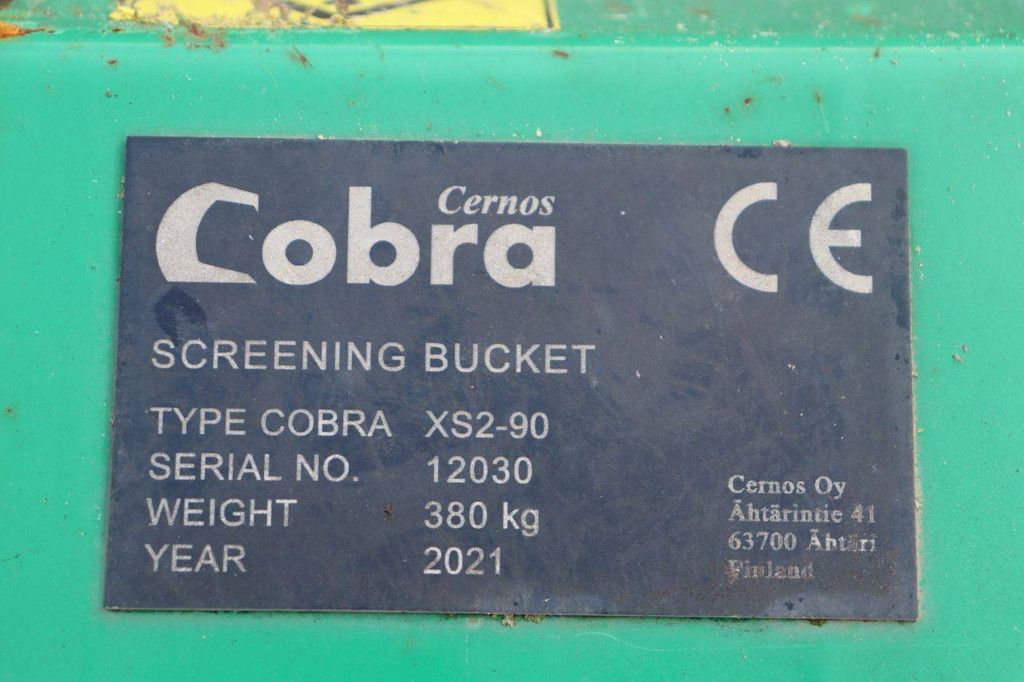 Cernos
Cobra
CE
SCREENING BUCKET
TYPE COBRA XS2-90
SERIAL NO. 12030
WEIGHT 380 kg
YEAR 2021
Cernos Oy
Ähtärintie 41
63700 Ähtäri
Finland